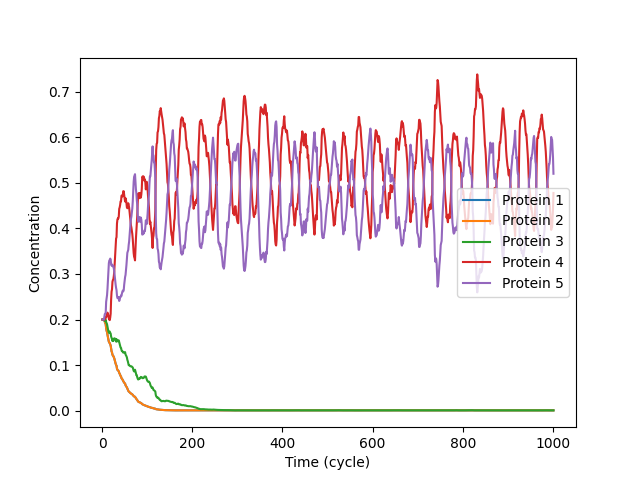 0.7
0.6
0.5
0.4
0.3
0.2
0.1
0.0
Concentration
0
200
400
600
800
1000
Time (cycle)
Protein 1
Protein 2
Protein 3
Protein 4
Protein 5